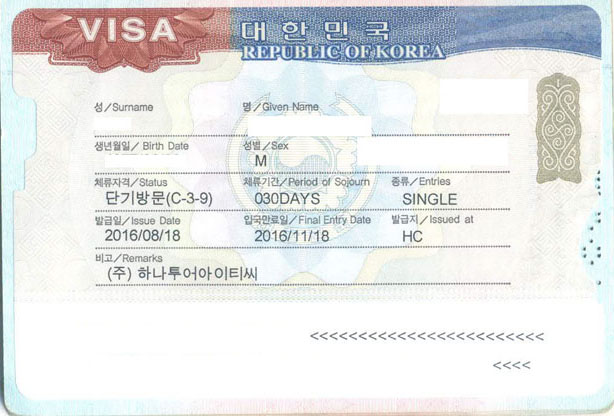 VISA 대한민국
REPUBLIC OF KOREA
성/Surname 명/Given Name
생년월일/Birth Date 성별/Sex
M
체류자격/Status 체류기간/Period of Sojourn 종류/Entries
단기방문(C-3-9) 030DAYS SINGLE
발급일/Issue Date 입국만료일/Final Entry Date 발급지/Issued at
2016/08/18 2016/11/18 HC
비고/Remarks
(주) 하나투어아이티씨
<<<<<<<<<<<<<<<<<<<<<<<<<
<<<<